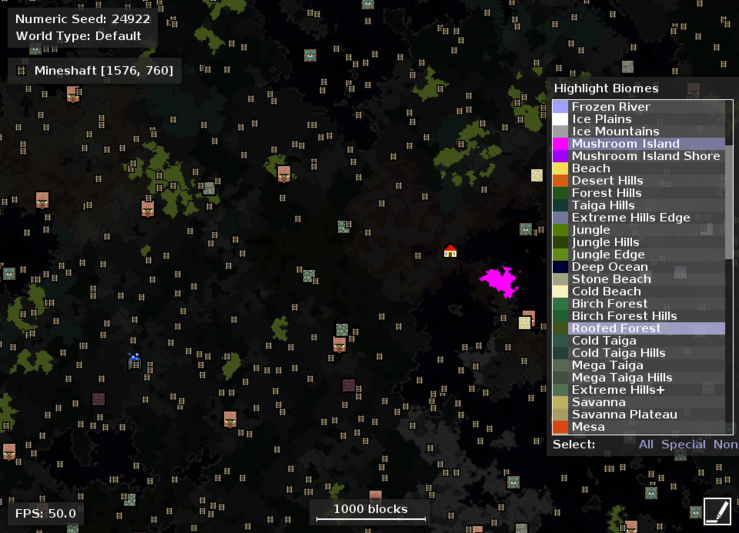 Numeric Seed: 24922
World Type: Default
Mineshaft [1576, 760]
Highlight Biomes
Frozen River
Ice Plains
Ice Mountains
Mushroom Island
Mushroom Island Shore
Beach
Desert Hills
Forest Hills
Taiga Hills
Extreme Hills Edge
Jungle
Jungle Hills
Jungle Edge
Deep Ocean
Stone Beach
Cold Beach
Birch Forest
Birch Forest Hills
Roofed Forest
Cold Taiga
Cold Taiga Hills
Mega Taiga
Mega Taiga Hills
Extreme Hills+
Savanna
Savanna Plateau
Mesa
Select: All Special Non
FPS: 50.0
1000 blocks